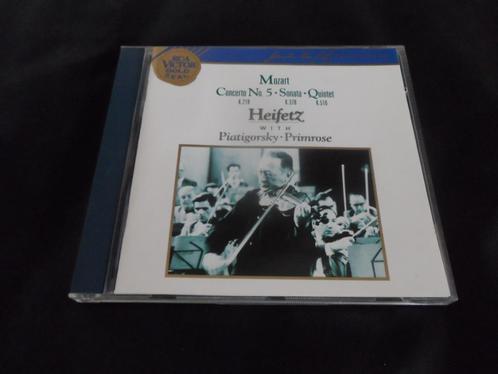 RCA
VICTOR
GOLD
SEAL
Mozart
Concerto No. 5 • Sonata • Quintet
K.219 K.378 K.516
Heifetz
WITH
Piatigorsky • Primrose